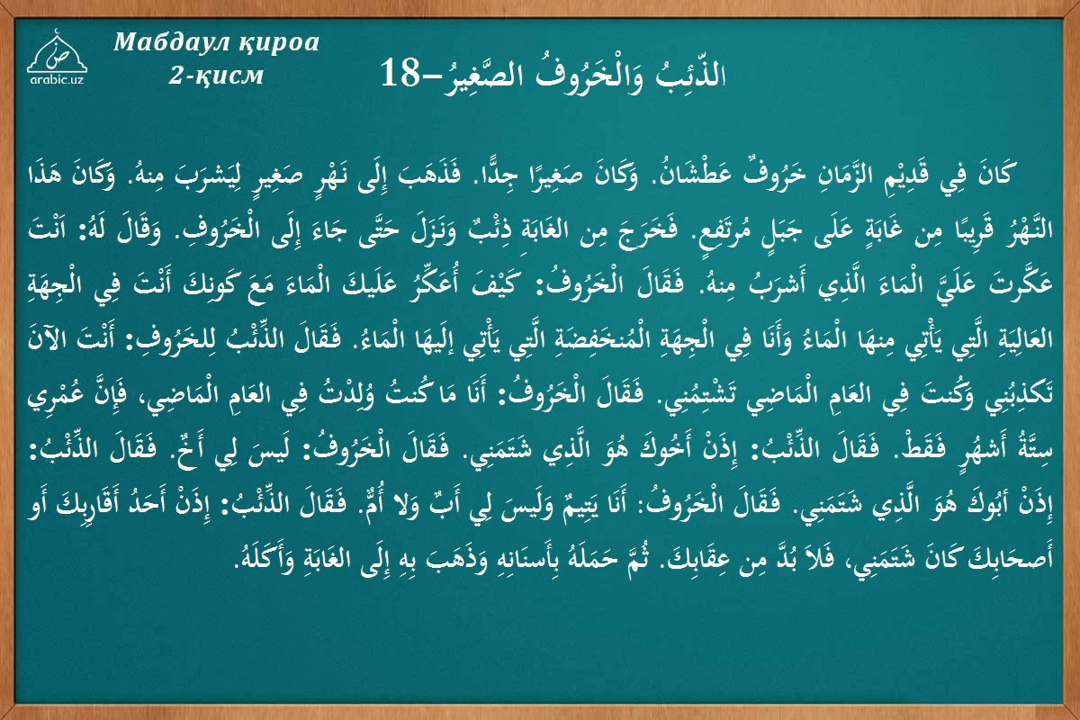 Мабдаул қироа
2-қисм
arabic.uz
18–الذِّئِبُ وَالْخَرُوفُ الصَّغِيرُ
كَانَ فِي قَدِيْمِ الزَّمَانِ خَرُوفٌ عَطْشَانُ. وَكَانَ صَغِيرًا جِدًّا. فَذَهَبَ إِلَى نَهْرٍ صَغِيرٍ لِيَشرَبَ مِنهُ. وَكَانَ هَذَا
النَّهْرُ قَرِيبًا مِن غَابَةٍ عَلَى جَبَلٍ مُرتَفِعٍ. فَخَرَجَ مِن الغَابَةِ ذِئْبٌ وَنَزَلَ حَتَّى جَاءَ إِلَى الْخَرُوفِ. وَقَالَ لَهُ: اَنْتَ
عَكَّرتَ عَلَيَّ الْمَاءَ الَّذِي أَشرَبُ مِنهُ. فَقَالَ الْخَرُوفُ: كَيْفَ أُعَكِّرُ عَلَيكَ الْمَاءَ مَعَ كَونِكَ أَنْتَ فِي الْجِهَةِ
العَالِيَةِ الَّتِي يَأْتِي مِنهَا الْمَاءُ وَأَنَا فِي الْجِهَةِ الْمُنخَفِضَةِ الَّتِي يَأْتِي إلَيهَا الْمَاءُ. فَقَالَ الذِّئْبُ لِلخَرُوفِ: أَنْتَ الآنَ
تَكذِبُنِي وَكُنتَ فِي العَامِ الْمَاضِي تَشْتِمُنِي. فَقَالَ الْخَرُوفُ: أَنَا مَا كُنتُ وُلِدْتُ فِي العَامِ الْمَاضِي، فَإِنَّ عُمْرِي
سِتَّةُ أَشهُرٍ فَقَطْ. فَقَالَ الذِّئْبُ: إِذَنْ أَخُوكَ هُوَ الَّذِي شَتَمَنِي. فَقَالَ الْخَرُوفُ: لَيسَ لِي أَخٌ. فَقَالَ الذِّئْبُ:
إِذَنْ أَبُوكَ هُوَ الَّذِي شَتَمَنِي. فَقَالَ الْخَرُوفُ: أَنَا يَتِيمٌ وَلَيسَ لِي أَبٌ وَلا أُمٌّ. فَقَالَ الذِّئْبُ: إِذَنْ أَحَدُ أَقَارِبِكَ أَو
أَصحَابِكَ كَانَ شَتَمَنِي، فَلاَ بُدَّ مِن عِقَابِكَ. ثُمَّ حَمَلَهُ بِأَسنَانِهِ وَذَهَبَ بِهِ إِلَى الغَابَةِ وَأَكَلَهُ.